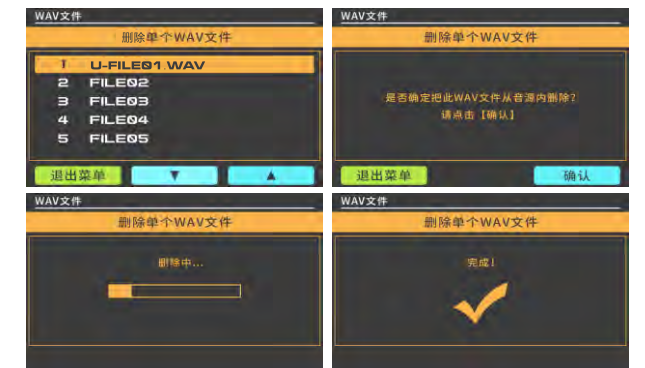 WAV文件
删除单个WAV文件
1 U-FILE01.WAV
2 FILE02
3 FILE03
4 FILE04
5 FILE05
退出菜单 ▼ ▲
WAV文件
删除单个WAV文件
是否确定把此WAV文件从音源内删除?
请点击【确认】
退出菜单 确认
WAV文件
删除单个WAV文件
删除中...
WAV文件
删除单个WAV文件
完成!